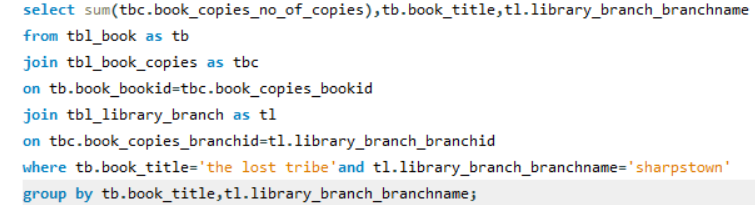 select sum(tbc.book_copies_no_of_copies),tb.book_title,tl.library_branch_branchname
from tbl_book as tb
join tbl_book_copies as tbc
on tb.book_bookid=tbc.book_copies_bookid
join tbl_library_branch as tl
on tbc.book_copies_branchid=tl.library_branch_branchid
where tb.book_title='the lost tribe'and tl.library_branch_branchname='sharpstown'
group by tb.book_title,tl.library_branch_branchname;